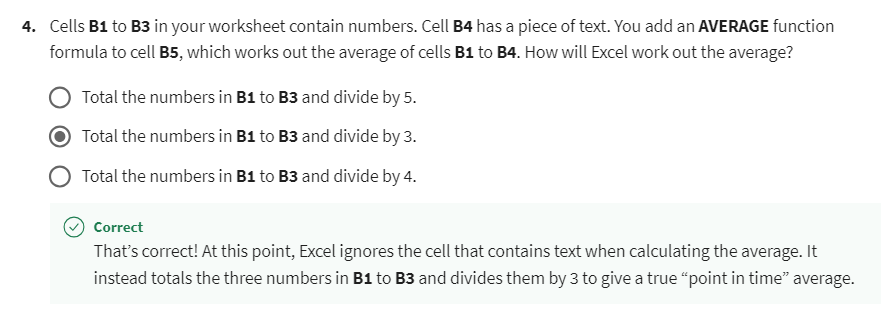 4. Cells B1 to B3 in your worksheet contain numbers. Cell B4 has a piece of text. You add an AVERAGE function
formula to cell B5, which works out the average of cells B1 to B4. How will Excel work out the average?
Total the numbers in B1 to B3 and divide by 5.
Total the numbers in B1 to B3 and divide by 3.
Total the numbers in B1 to B3 and divide by 4.
Correct
That’s correct! At this point, Excel ignores the cell that contains text when calculating the average. It
instead totals the three numbers in B1 to B3 and divides them by 3 to give a true “point in time” average.